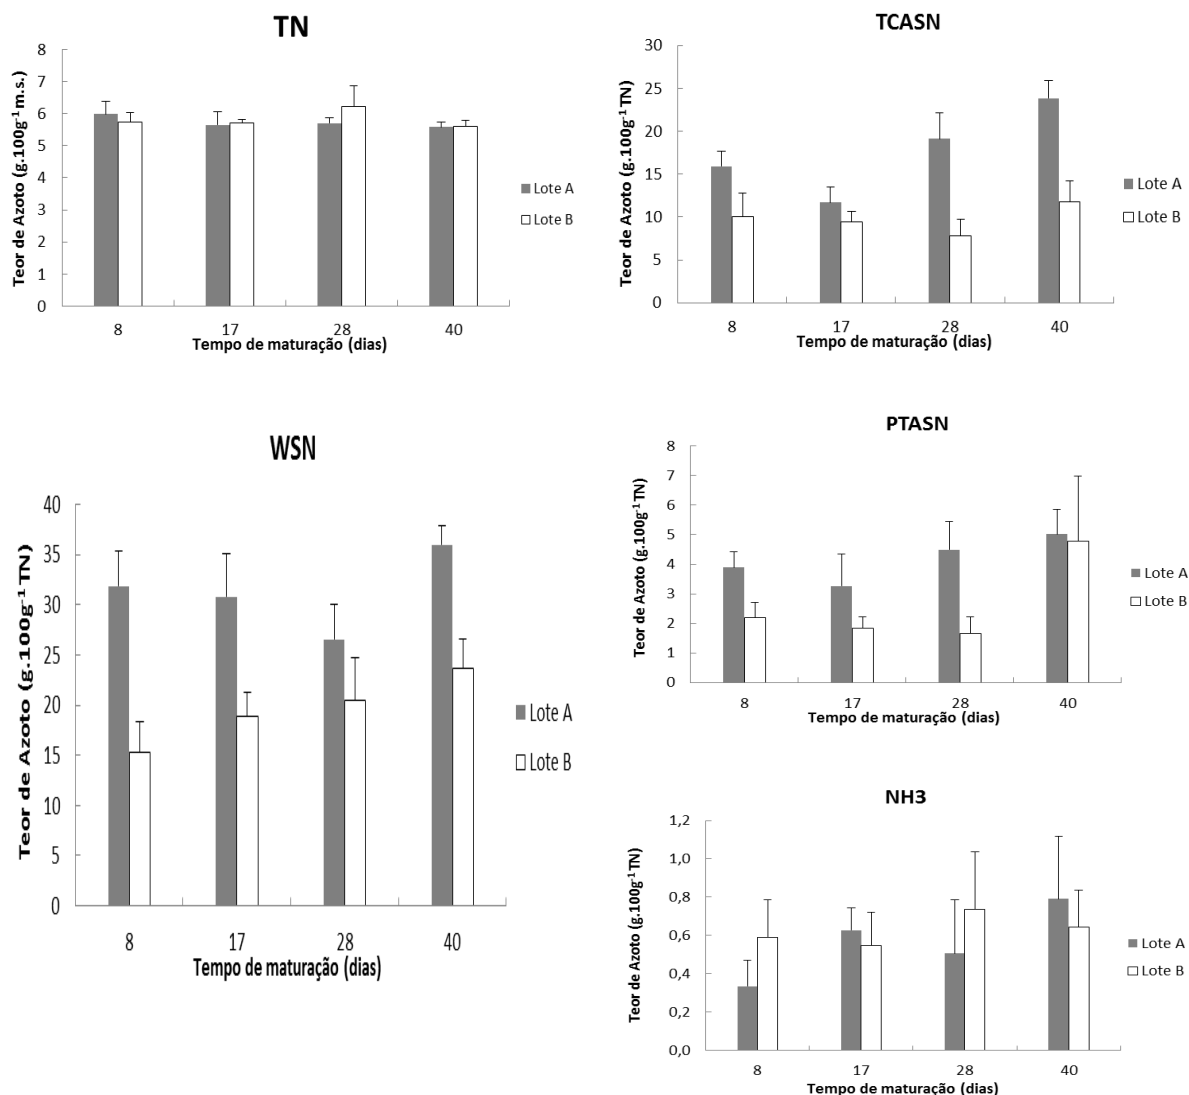 TN
Teor de Azoto (g.100g⁻¹ m.s.)
8
7
6
5
4
3
2
1
0
8 17 28 40
Tempo de maturação (dias)
Lote A
Lote B
TCASN
Teor de Azoto (g.100g⁻¹ TN)
30
25
20
15
10
5
0
8 17 28 40
Tempo de maturação (dias)
Lote A
Lote B
WSN
Teor de Azoto (g.100g⁻¹ TN)
40
35
30
25
20
15
10
5
0
8 17 28 40
Tempo de maturação (dias)
Lote A
Lote B
PTASN
Teor de Azoto (g.100g⁻¹ TN)
8
7
6
5
4
3
2
1
0
8 17 28 40
Tempo de maturação (dias)
Lote A
Lote B
NH3
Teor de Azoto (g.100g⁻¹ TN)
1,2
1,0
0,8
0,6
0,4
0,2
0,0
8 17 28 40
Tempo de maturação (dias)
Lote A
Lote B